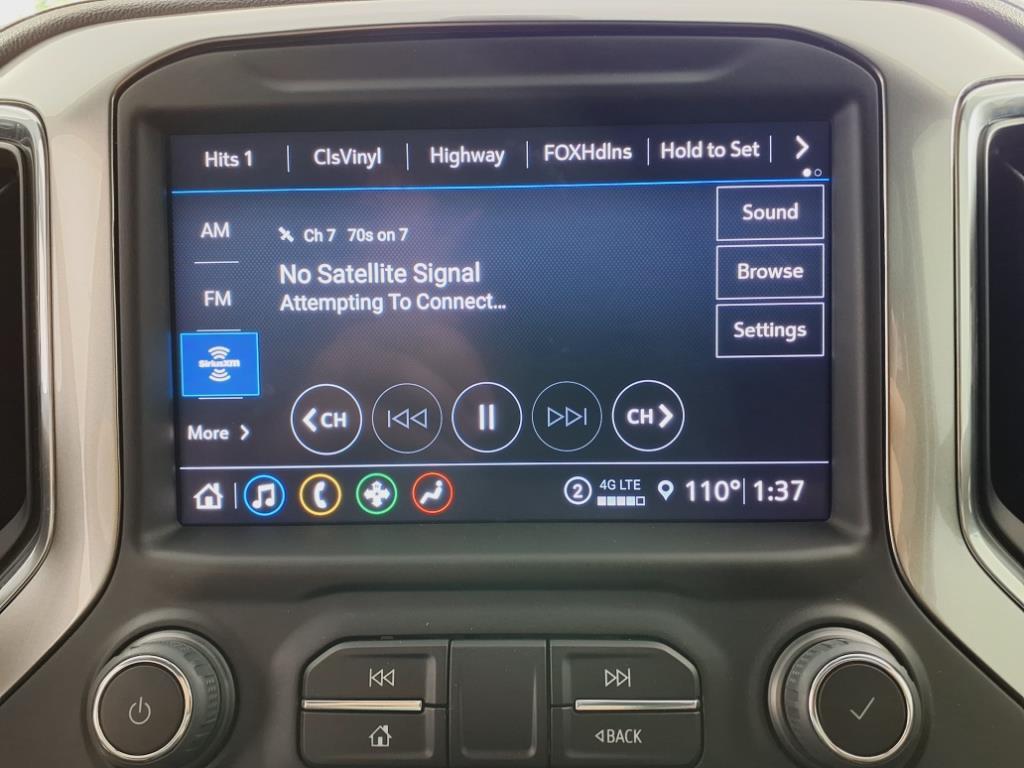 Hits 1 ClsVinyl Highway FOXHdlns Hold to Set
AM
FM
SiriusXM
More
Ch 7 70s on 7
No Satellite Signal
Attempting To Connect...
Sound
Browse
Settings
CH
CH
2 4G LTE 110° 1:37
BACK